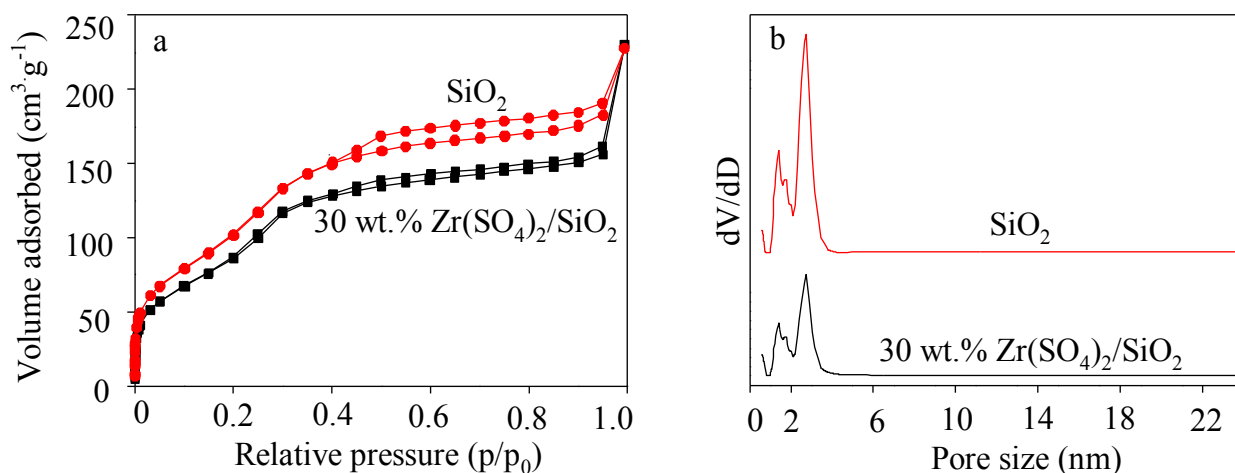 a
Volume adsorbed (cm³·g⁻¹)
250
200
150
100
50
0
SiO₂
30 wt.% Zr(SO₄)₂/SiO₂
0 0.2 0.4 0.6 0.8 1.0
Relative pressure (p/p₀)
b
dV/dD
SiO₂
30 wt.% Zr(SO₄)₂/SiO₂
0 2 6 10 14 18 22
Pore size (nm)